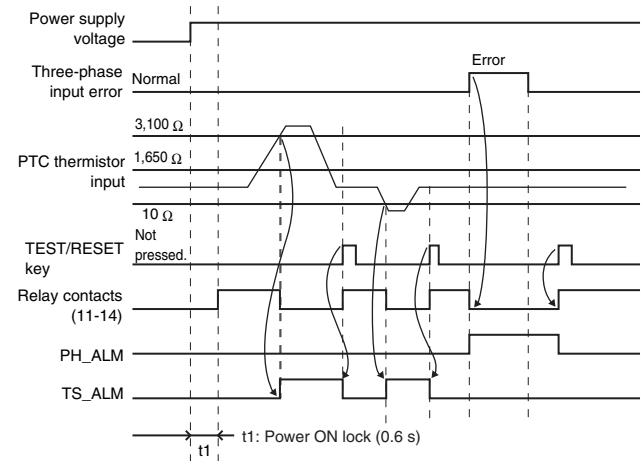 Power supply
voltage
Error
Three-phase
input error
Normal
3,100 Ω
PTC thermistor
input
1,650 Ω
10 Ω
TEST/RESET
key
Not
pressed.
Relay contacts
(11-14)
PH_ALM
TS_ALM
t1: Power ON lock (0.6 s)
t1